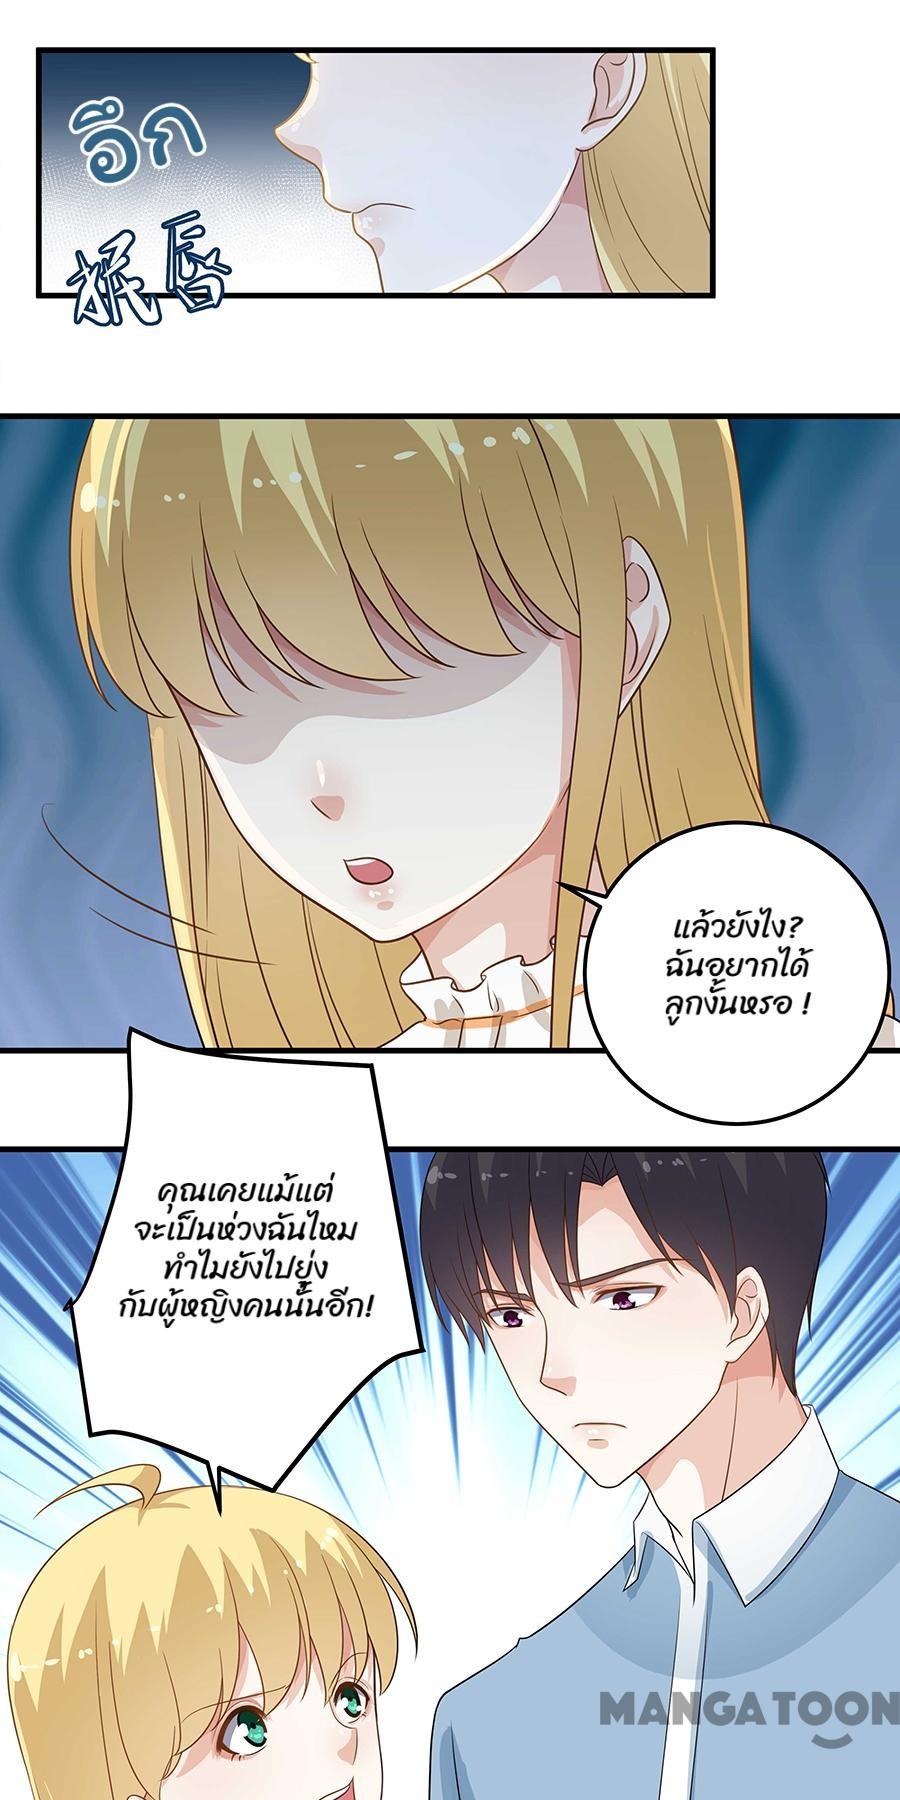 อึก
抿唇
แล้วยังไง?
ฉันอยากได้
ลูกงั้นหรอ !
คุณเคยแม้แต่
จะเป็นห่วงฉันไหม
ทำไมยังไปยุ่ง
กับผู้หญิงคนนั้นอีก!
MANGATOON